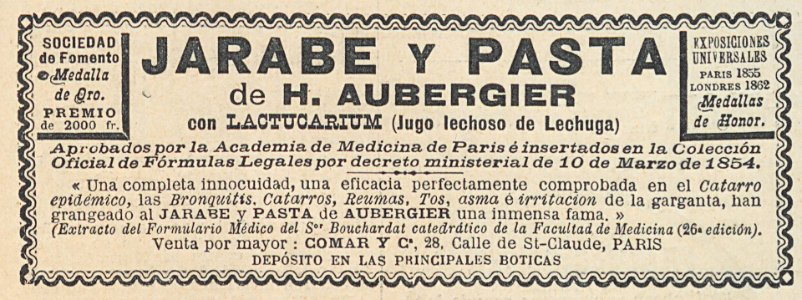 SOCIEDAD
de Fomento
Medalla
de Oro.
PREMIO
de 2000 fr.
JARABE Y PASTA
de H. AUBERGIER
con LACTUCARIUM (Jugo lechoso de Lechuga)
EXPOSICIONES
UNIVERSALES
PARIS 1855
LONDRES 1862
Medallas
de Honor.
Aprobados por la Academia de Medicina de Paris é insertados en la Colección
Oficial de Fórmulas Legales por decreto ministerial de 10 de Marzo de 1854.
« Una completa innocuidad, una eficacia perfectamente comprobada en el Catarro
epidémico, las Bronquitis, Catarros, Reumas, Tos, asma é irritacion de la garganta, han
grangeado al JARABE y PASTA de AUBERGIER una inmensa fama. »
(Extracto del Formulario Médico del Sor Bouchardat catedrático de la Facultad de Medicina (26a edición).
Venta por mayor : COMAR Y Ca, 28, Calle de St-Claude, PARIS
DEPÓSITO EN LAS PRINCIPALES BOTICAS